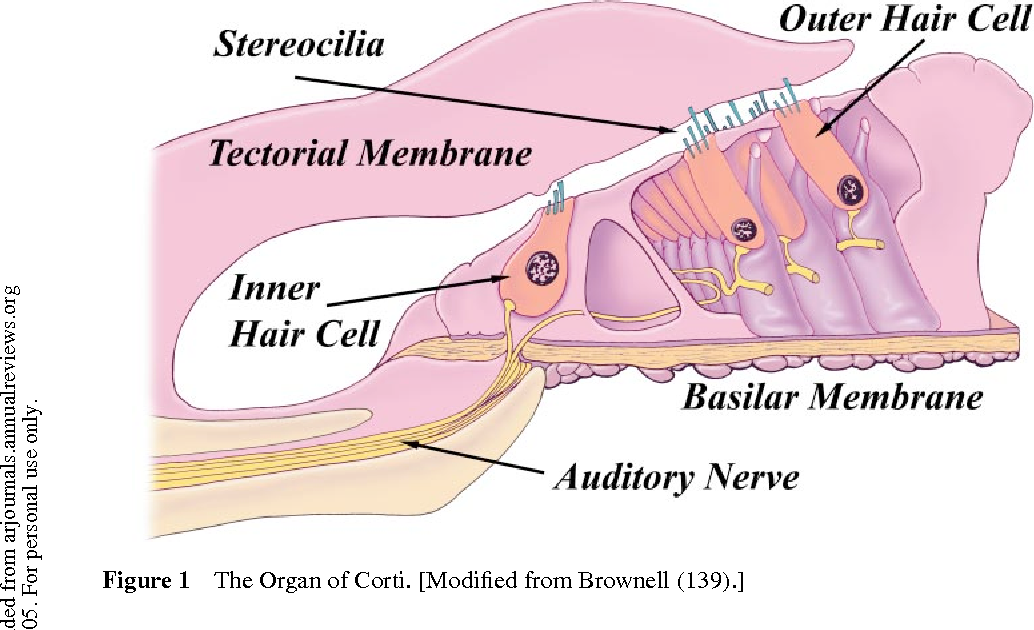 Stereocilia
Outer Hair Cell
Tectorial Membrane
Inner
Hair Cell
Basilar Membrane
Auditory Nerve
Figure 1 The Organ of Corti. [Modified from Brownell (139).]
ded from arjournals.annualreviews.org
05. For personal use only.